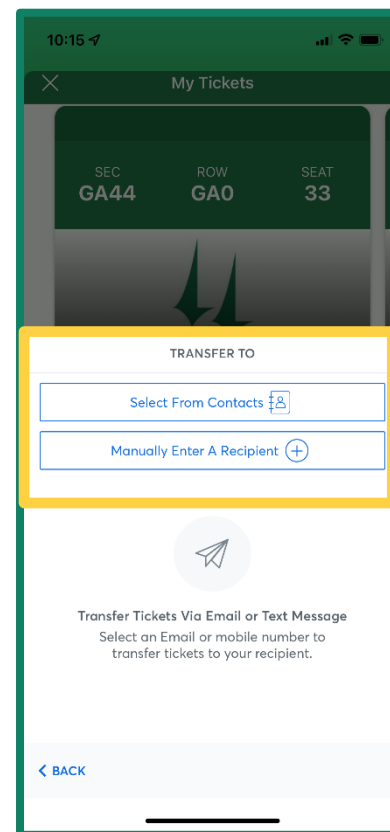 10:15
My Tickets
SEC ROW SEAT
GA44 GA0 33
TRANSFER TO
Select From Contacts
Manually Enter A Recipient
Transfer Tickets Via Email or Text Message
Select an Email or mobile number to
transfer tickets to your recipient.
BACK